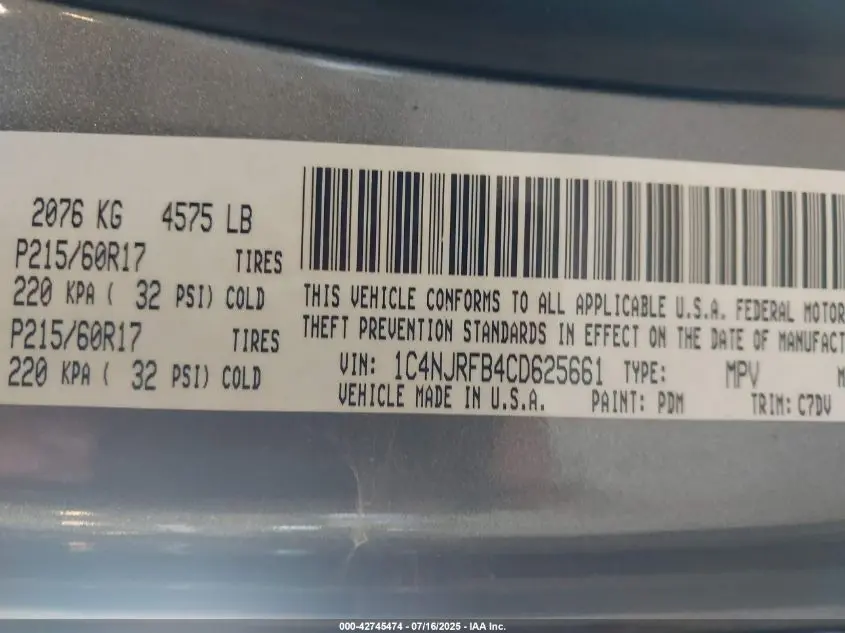 2076 KG 4575 LB
P215/60R17 TIRES
220 KPA ( 32 PSI) COLD
P215/60R17 TIRES
220 KPA ( 32 PSI) COLD
THIS VEHICLE CONFORMS TO ALL APPLICABLE U.S.A. FEDERAL MOTOR
THEFT PREVENTION STANDARDS IN EFFECT ON THE DATE OF MANUFACT
VIN: 1C4NJRFB4CD625661 TYPE: MPV M
VEHICLE MADE IN U.S.A. PAINT: PDM TRIM: C7DV
000-42745474 - 07/16/2025 - IAA Inc.